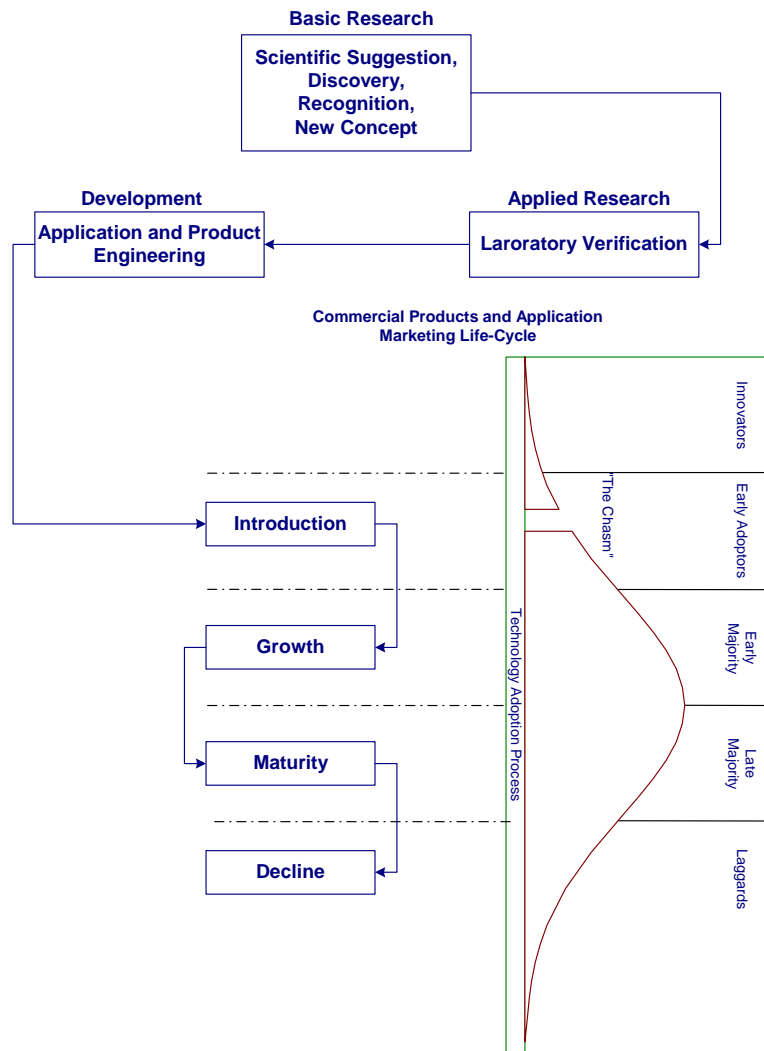 Basic Research
Scientific Suggestion,
Discovery,
Recognition,
New Concept
Development
Application and Product
Engineering
Applied Research
Laroratory Verification
Commercial Products and Application
Marketing Life-Cycle
Introduction
Growth
Maturity
Decline
Technology Adoption Process
"The Chasm"
Innovators
Early Adoptors
Early
Majority
Late
Majority
Laggards